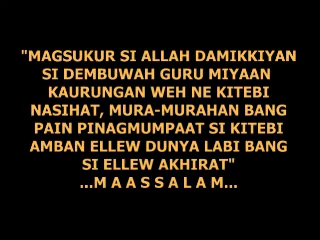 "MAGSUKUR SI ALLAH DAMIKKIYAN
SI DEMBUWAH GURU MIYAAN
KAURUNGAN WEH NE KITEBI
NASIHAT, MURA-MURAHAN BANG
PAIN PINAGMUMPAAT SI KITEBI
AMBAN ELLEW DUNYA LABI BANG
SI ELLEW AKHIRAT"
...M A A S S A L A M...